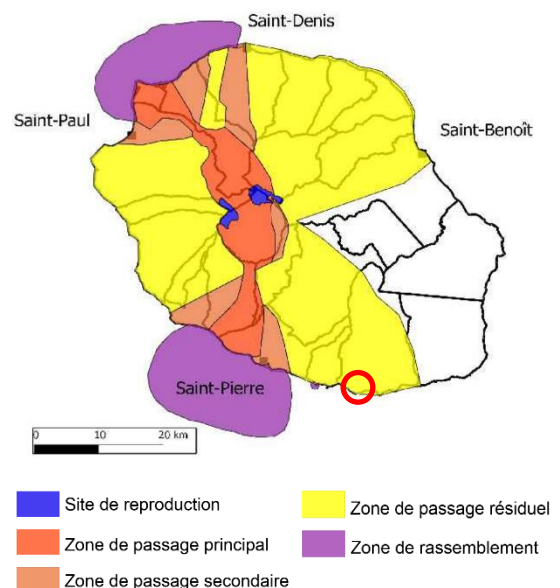 Saint-Denis
Saint-Paul
Saint-Benoît
Saint-Pierre
0 10 20 km
Site de reproduction
Zone de passage principal
Zone de passage secondaire
Zone de passage résiduel
Zone de rassemblement